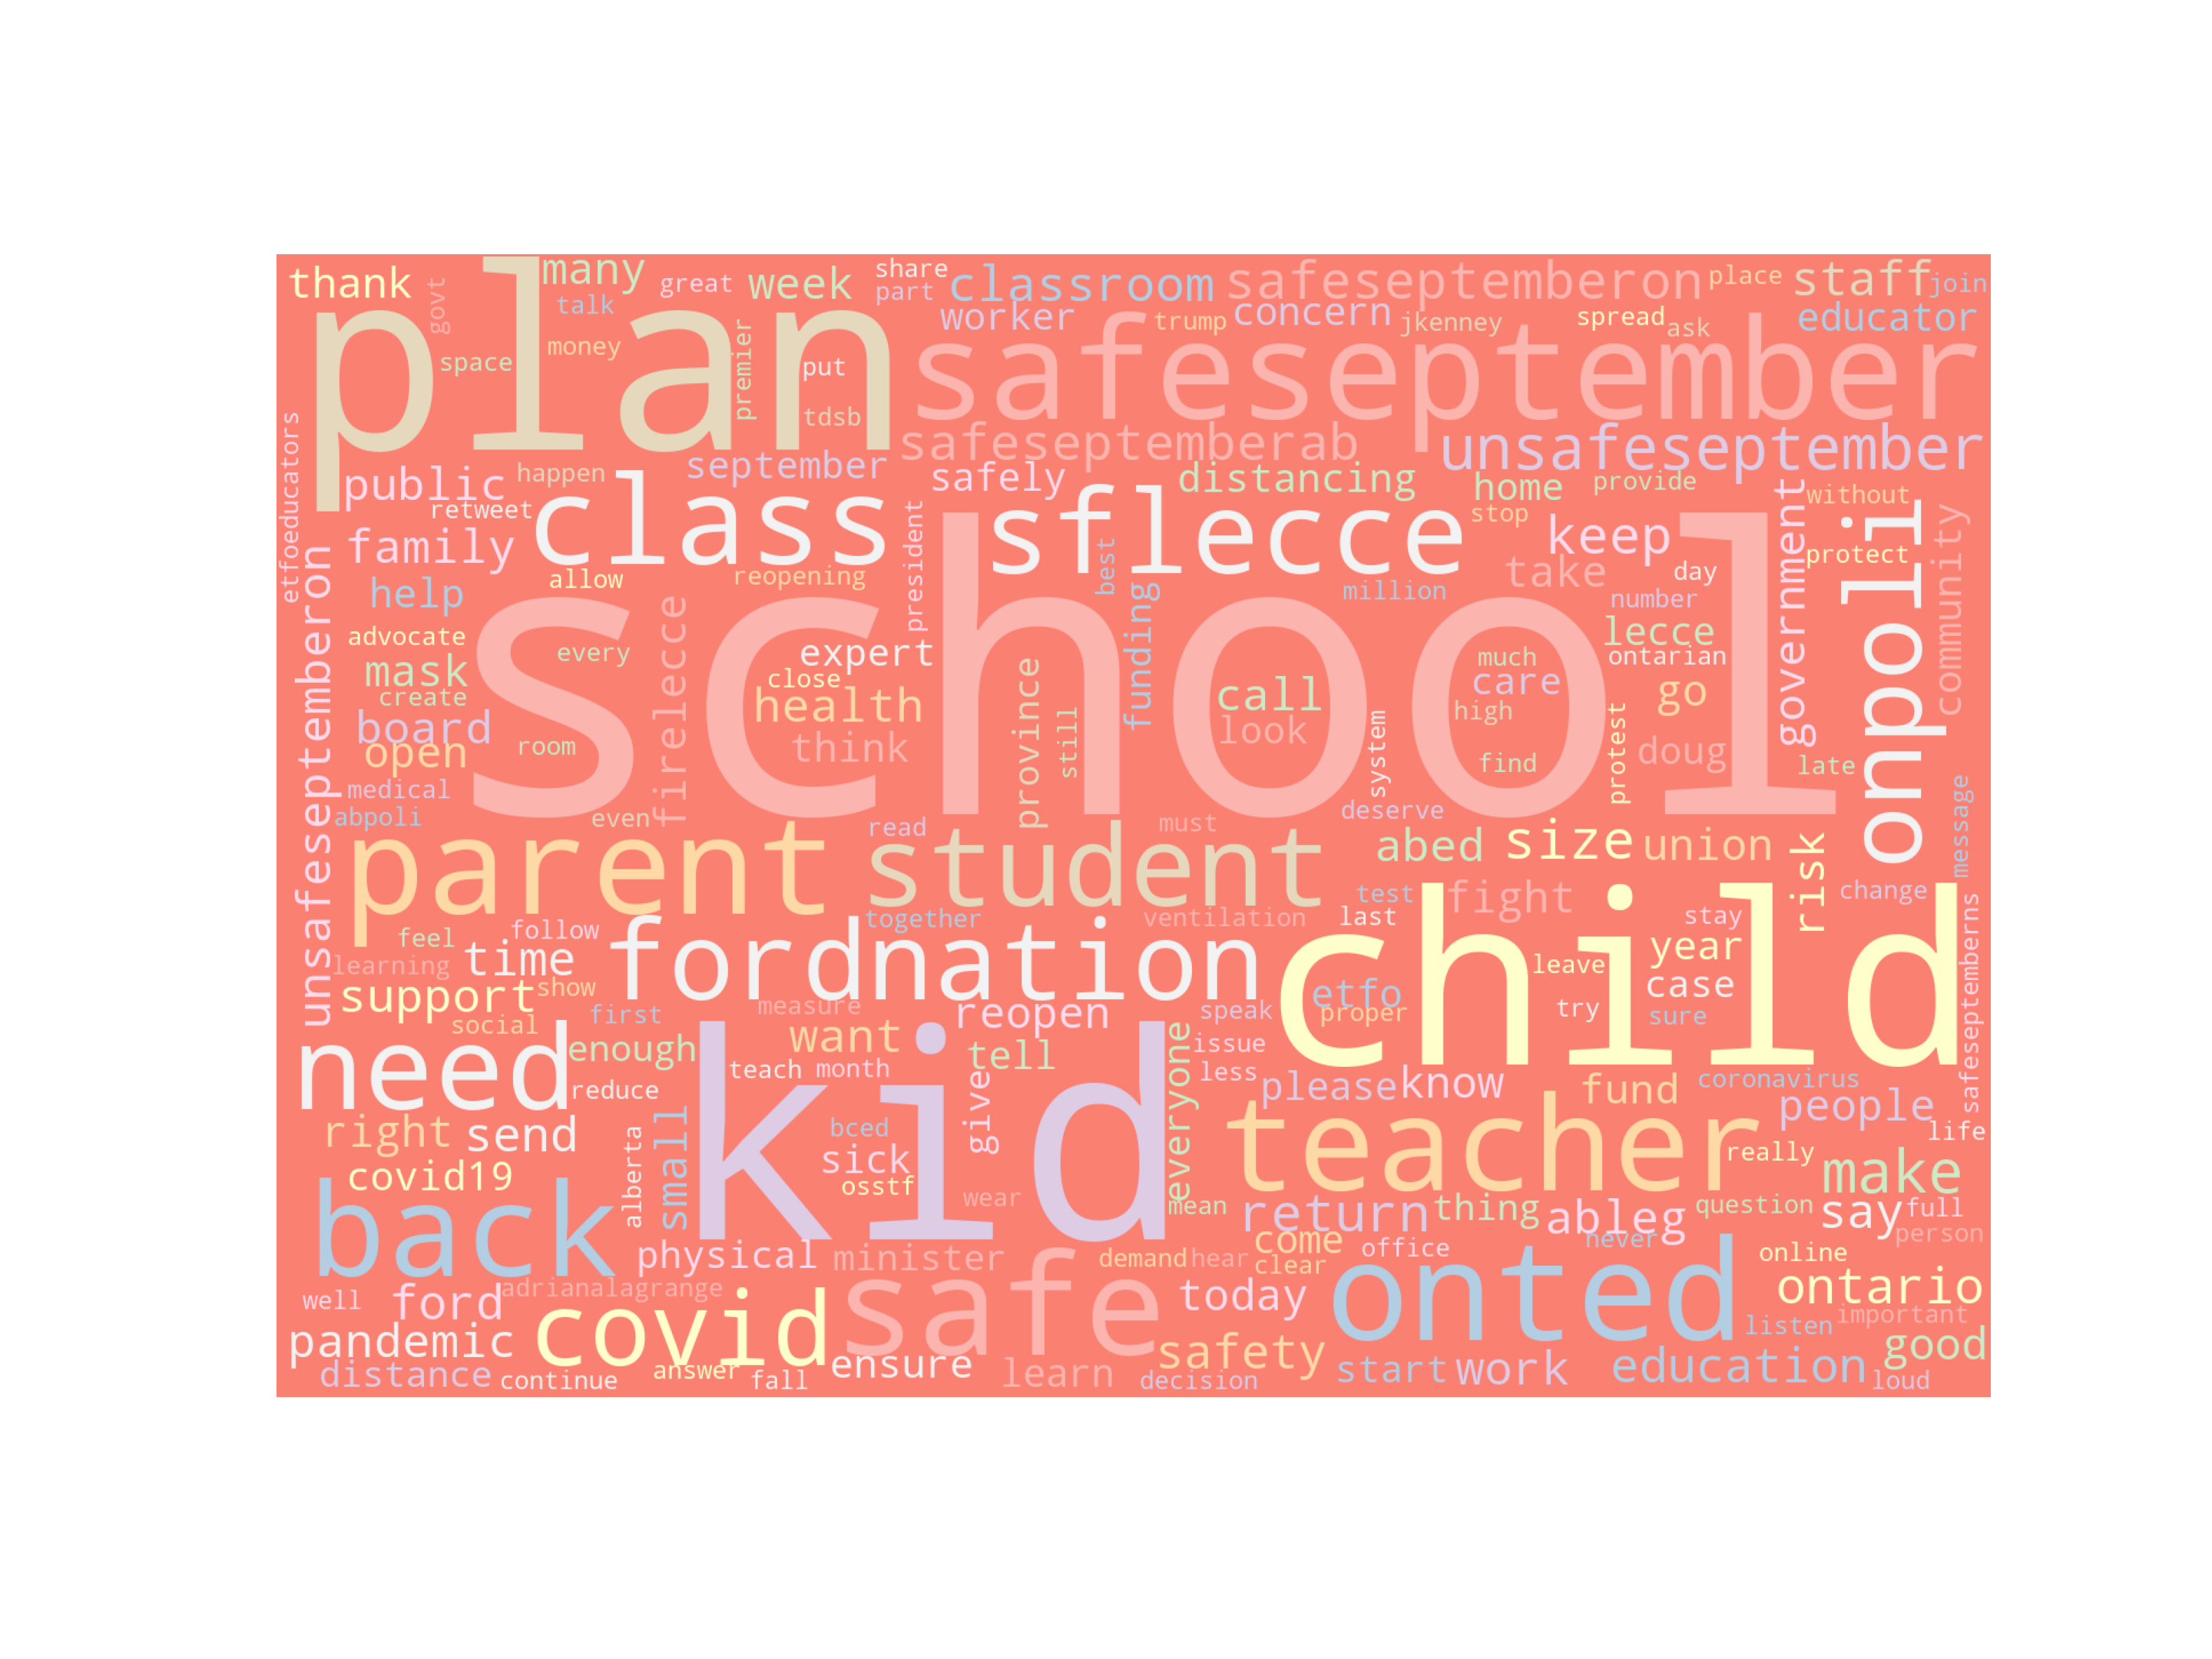 thank
govt
many
talk
great
week
share
part
classroom
worker
safeseptemberon
trump
concern
jkenney
place
spread
ask
staff
join
educator
plan
space
money
premier
put
tdsb
safeseptember
safeseptemberab
unsafeseptember
etfoeducators
public
happen
retweet
september
safely
distancing
home
provide
stop
without
government
onpoli
community
unsafeseptemberon
family
class
sflecce
keep
protect
help
allow
reopening
president
best
funding
million
take
day
number
advocate
every
mask
create
firelecce
school
expert
close
health
think
province
still
call
look
much
care
high
find
system
lecce
ontarian
go
protest
doug
late
board
open
room
medical
abpoli
even
read
must
deserve
message
parent
student
abed
size
union
risk
together
ventilation
test
last
fight
stay
change
feel
follow
learning
time
fordnation
child
leave
year
support
show
measure
reopen
speak
etfo
proper
try
case
sure
safeseptemberns
social
first
need
enough
want
tell
issue
everyone
reduce
kid
teach
month
give
less
please
know
fund
coronavirus
people
life
right
send
small
alberta
bced
sick
osstf
wear
teacher
really
make
covid19
back
mean
return
thing
ableg
question
say
full
person
physical
minister
demand
hear
come
clear
office
never
online
well
ford
adrianalagrange
covid
safe
today
onted
ontario
important
listen
pandemic
distance
continue
answer
fall
ensure
learn
safety
decision
start
work
education
good
loud